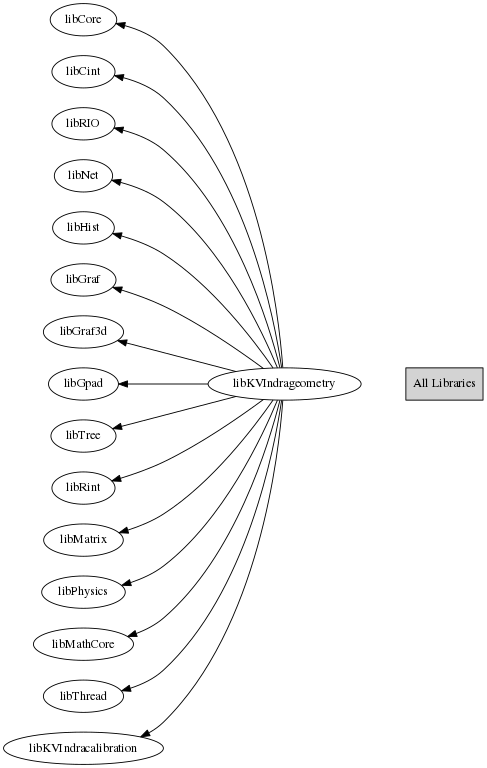 libCore
libCint
libRIO
libNet
libHist
libGraf
libGraf3d
libKVIndrageometry
All Libraries
libGpad
libTree
libRint
libMatrix
libPhysics
libMathCore
libThread
libKVIndracalibration